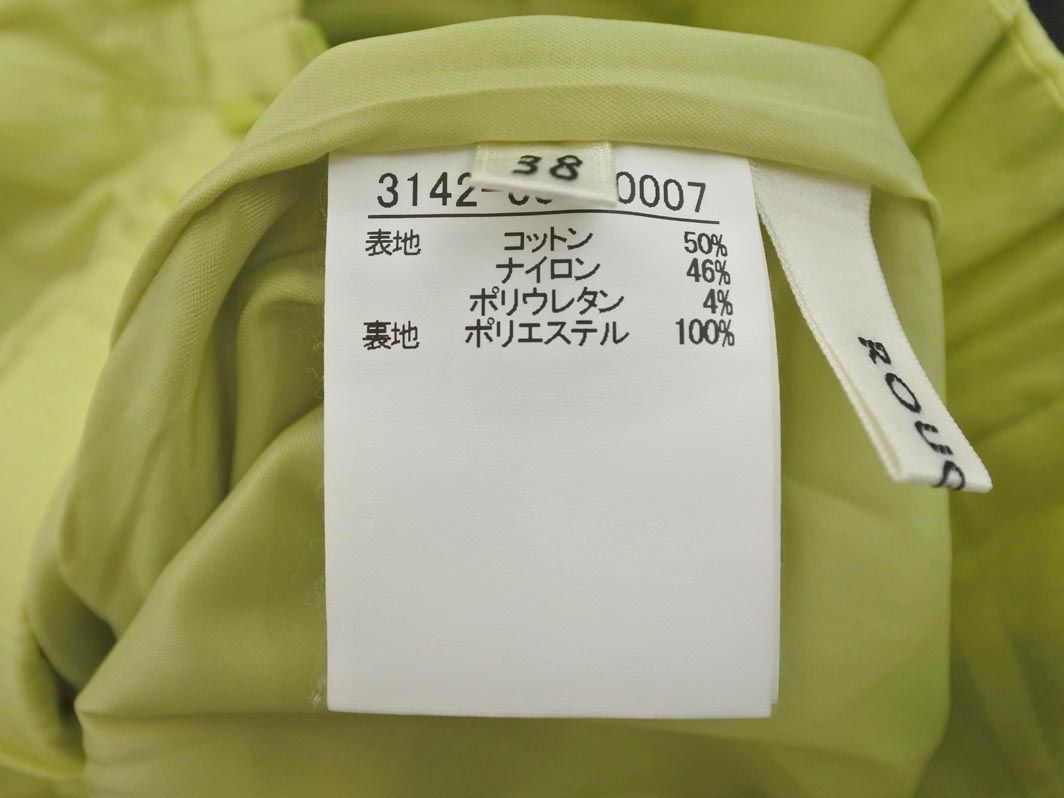 38
3142- 0007
表地 コットン 50%
ナイロン 46%
ポリウレタン 4%
裏地 ポリエステル 100%
ROUS